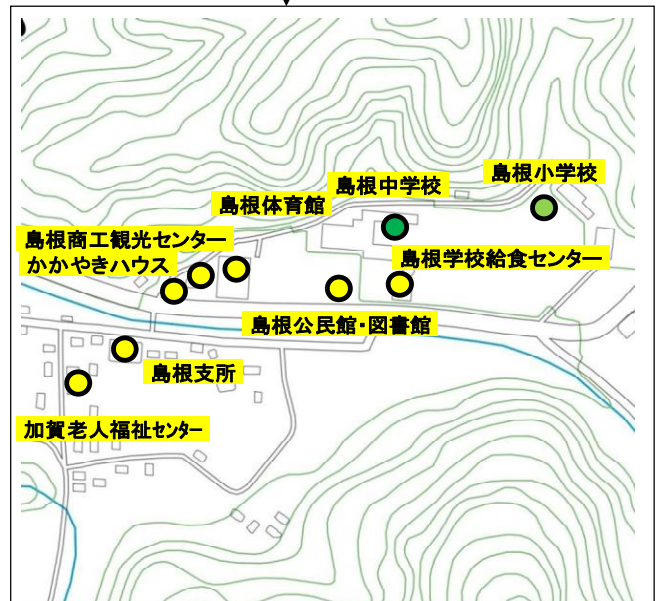 島根小学校
島根中学校
島根体育館
島根商工観光センター
かかやきハウス
島根学校給食センター
島根公民館・図書館
島根支所
加賀老人福祉センター